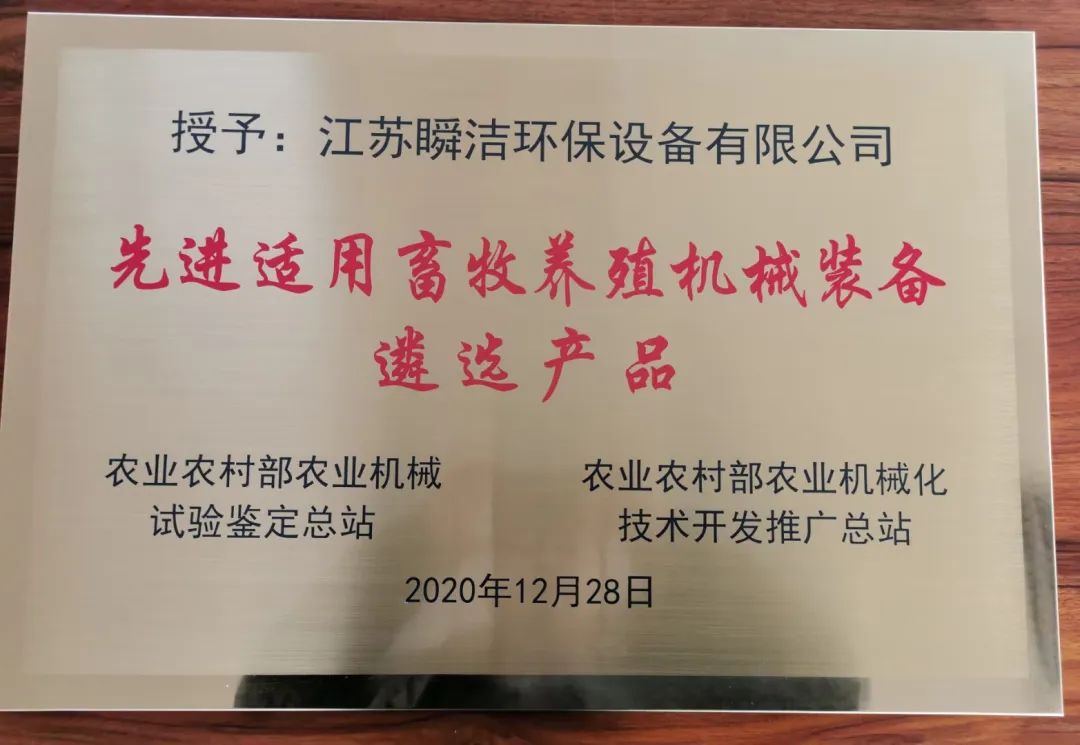 授予：江苏瞬洁环保设备有限公司
先进适用畜牧养殖机械装备
遴选产品
农业农村部农业机械
试验鉴定总站
农业农村部农业机械化
技术开发推广总站
2020年12月28日